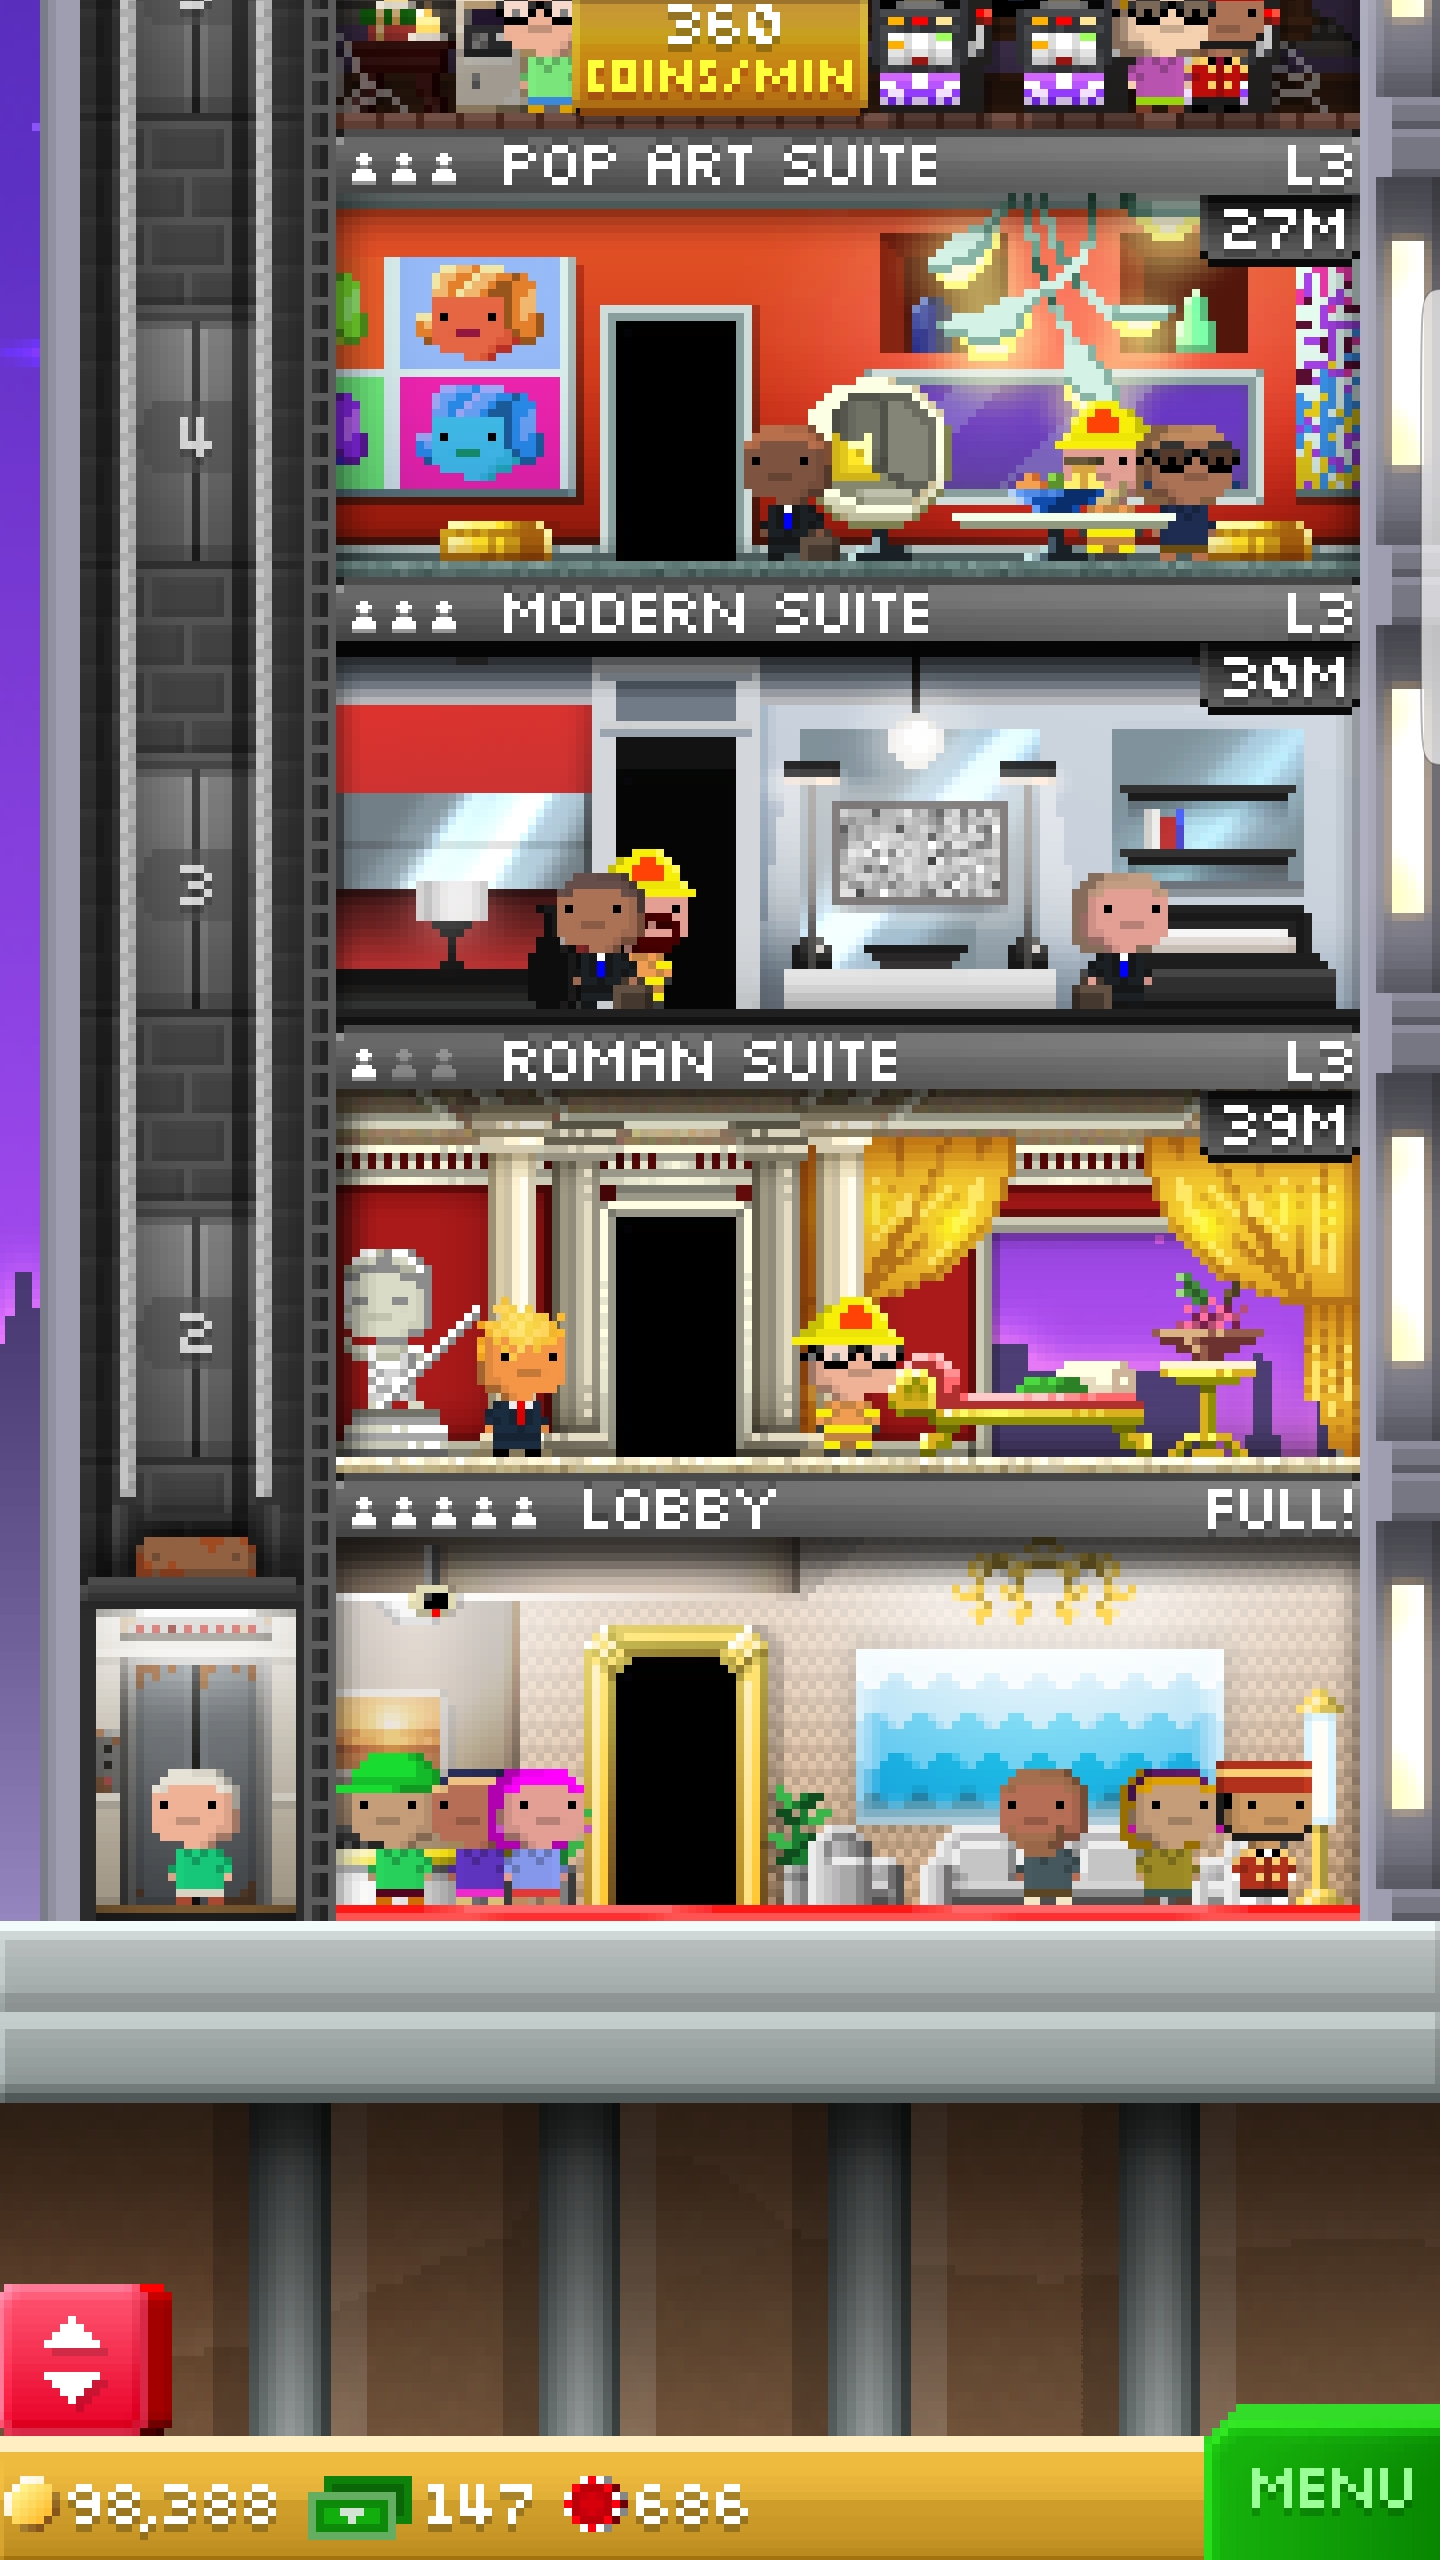 360
COINS/MIN
POP ART SUITE L3
27M
4
MODERN SUITE L3
30M
3
ROMAN SUITE L3
39M
2
LOBBY FULL!
98,388 147 686
MENU